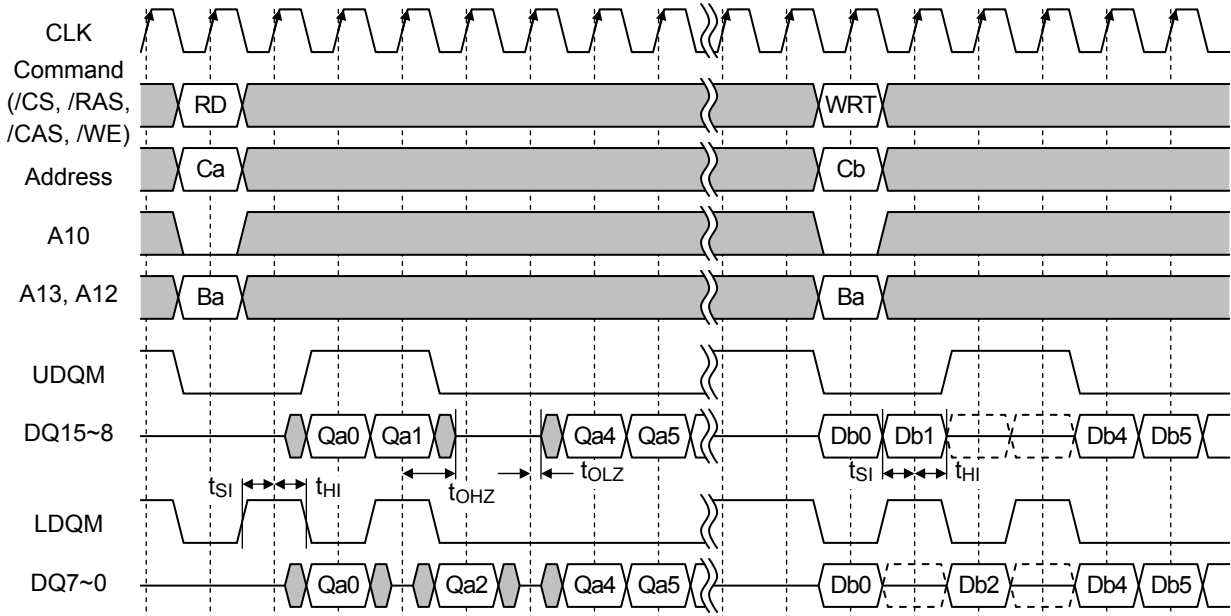 CLK
Command
(/CS, /RAS,
/CAS, /WE)
RD
WRT
Address
Ca
Cb
A10
A13, A12
Ba
Ba
UDQM
DQ15~8
Qa0
Qa1
Qa4
Qa5
Db0
Db1
Db4
Db5
tSI
tHI
tOHZ
tOLZ
tSI
tHI
LDQM
DQ7~0
Qa0
Qa2
Qa4
Qa5
Db0
Db2
Db4
Db5